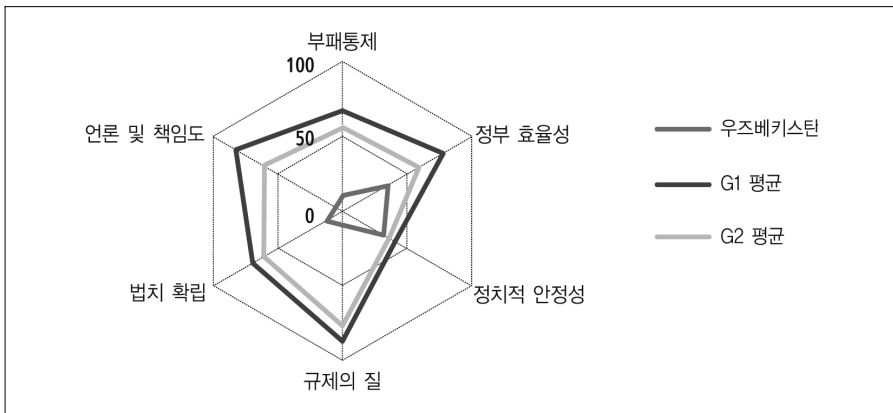 부패통제
100
언론 및 책임도
50
정부 효율성
0
법치 확립
정치적 안정성
규제의 질
우즈베키스탄
G1 평균
G2 평균